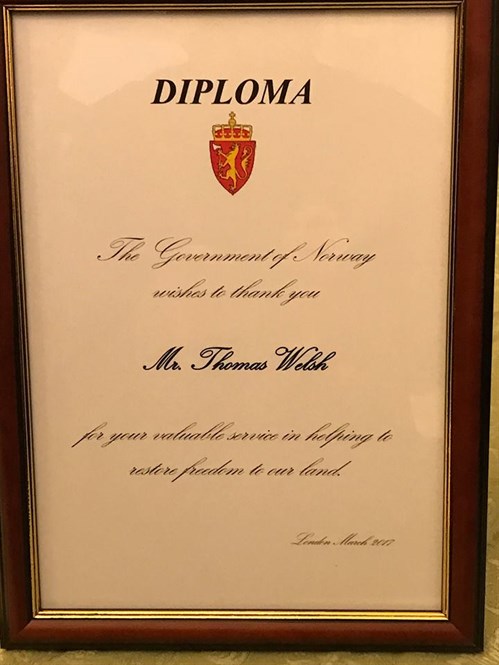 DIPLOMA
The Government of Norway
wishes to thank you
Mr. Thomas Welsh
for your valuable service in helping to
restore freedom to our land.
London March 2017